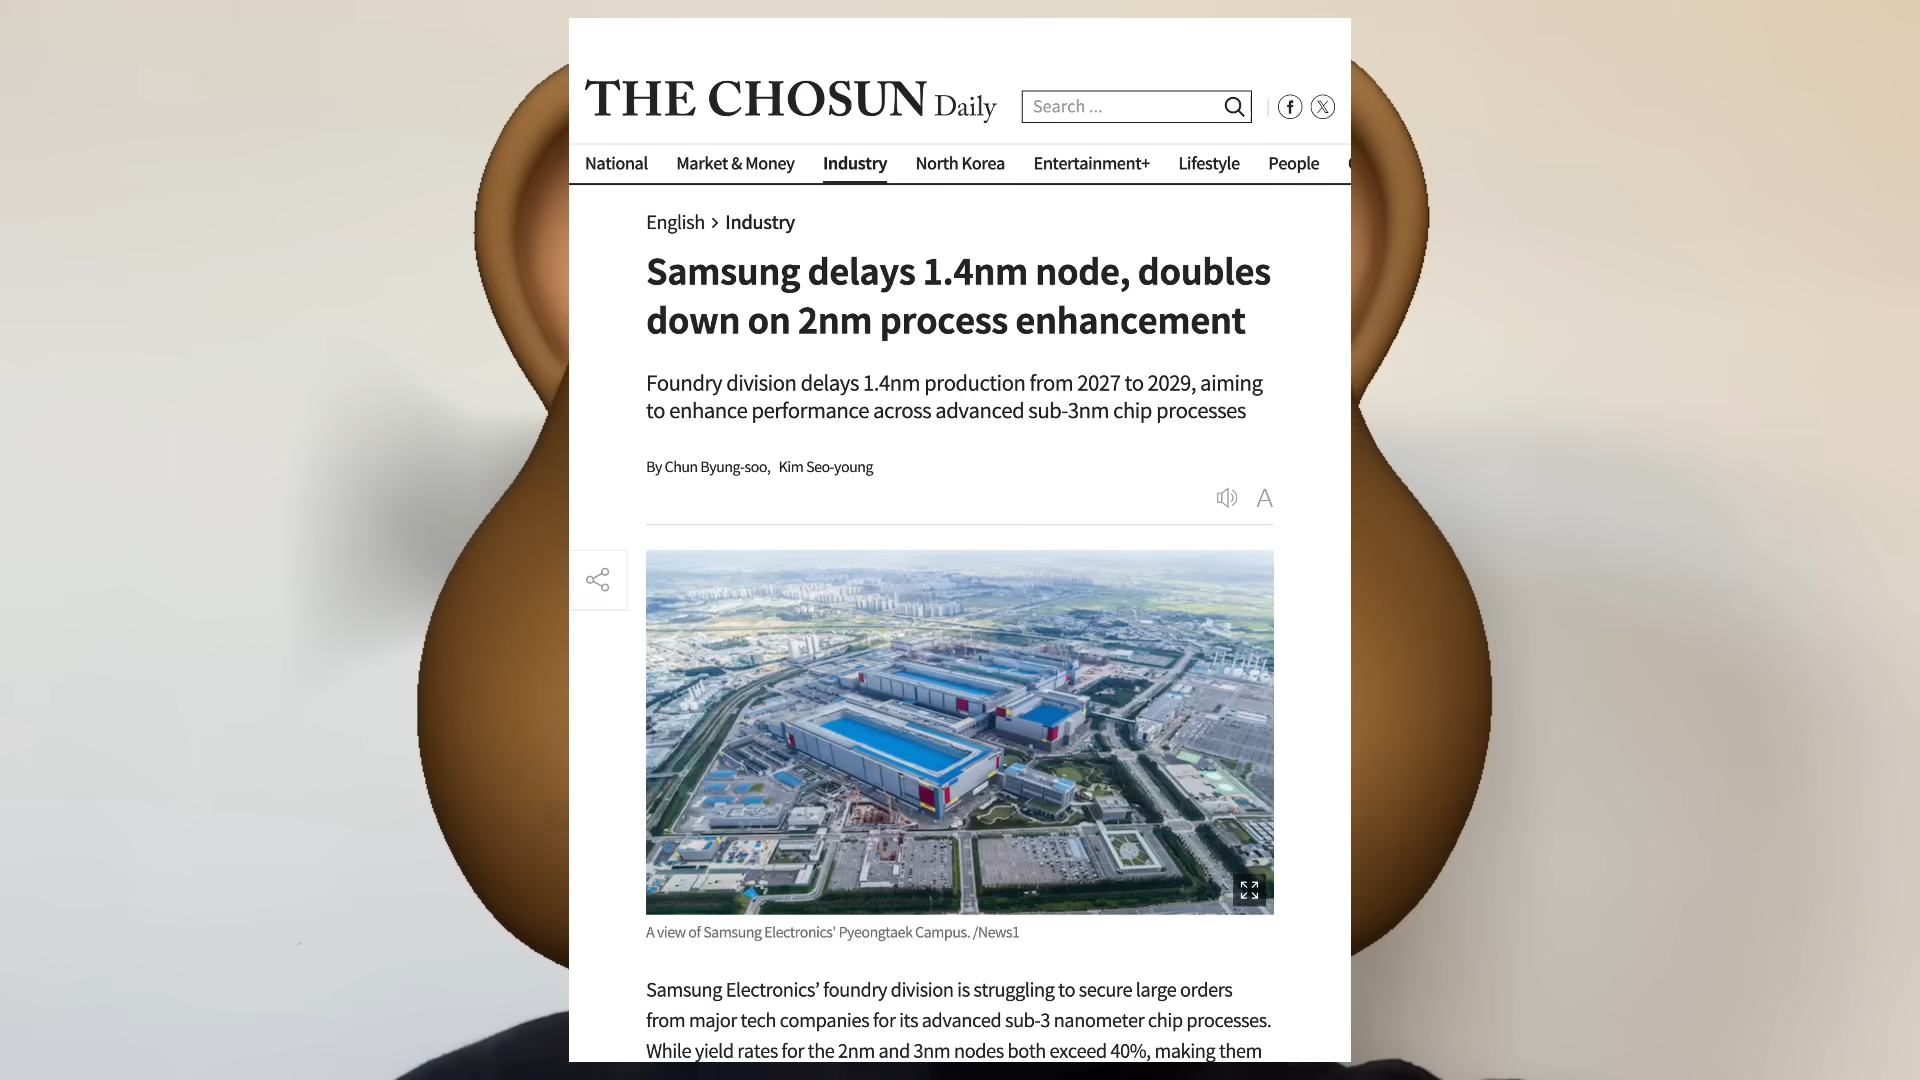 THE CHOSUN Daily
Search ...
National Market & Money Industry North Korea Entertainment+ Lifestyle People
English > Industry
Samsung delays 1.4nm node, doubles
down on 2nm process enhancement
Foundry division delays 1.4nm production from 2027 to 2029, aiming
to enhance performance across advanced sub-3nm chip processes
By Chun Byung-soo, Kim Seo-young
A
A view of Samsung Electronics' Pyeongtaek Campus. /News1
Samsung Electronics’ foundry division is struggling to secure large orders
from major tech companies for its advanced sub-3 nanometer chip processes.
While yield rates for the 2nm and 3nm nodes both exceed 40%, making them